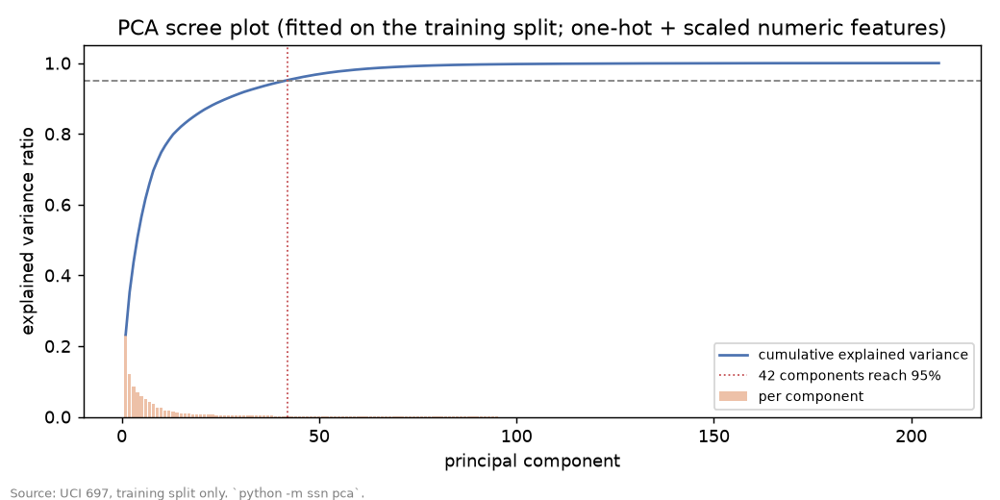 PCA scree plot (fitted on the training split; one-hot + scaled numeric features)
explained variance ratio
1.0
0.8
0.6
0.4
0.2
0.0
cumulative explained variance
42 components reach 95%
per component
0 50 100 150 200
principal component
Source: UCI 697, training split only. `python -m ssn pca`.